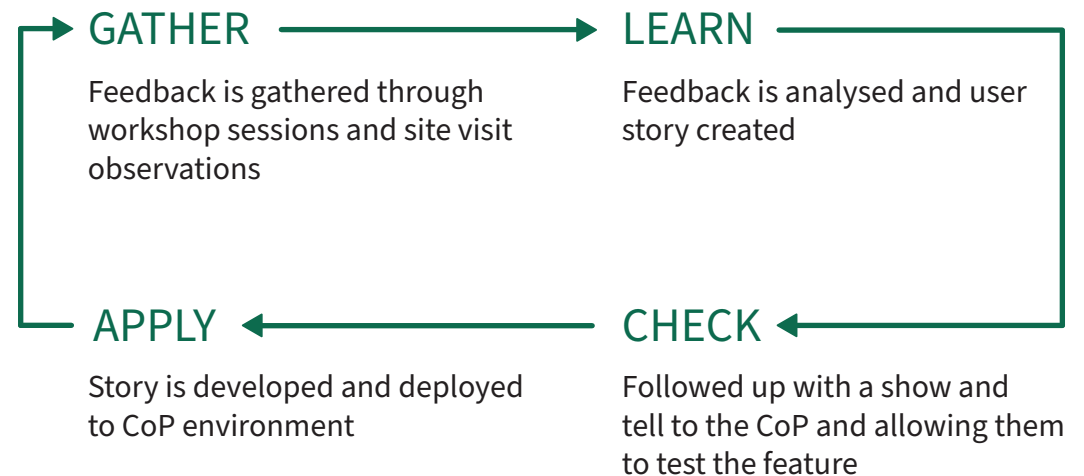 GATHER
Feedback is gathered through
workshop sessions and site visit
observations
LEARN
Feedback is analysed and user
story created
CHECK
Followed up with a show and
tell to the CoP and allowing them
to test the feature
APPLY
Story is developed and deployed
to CoP environment